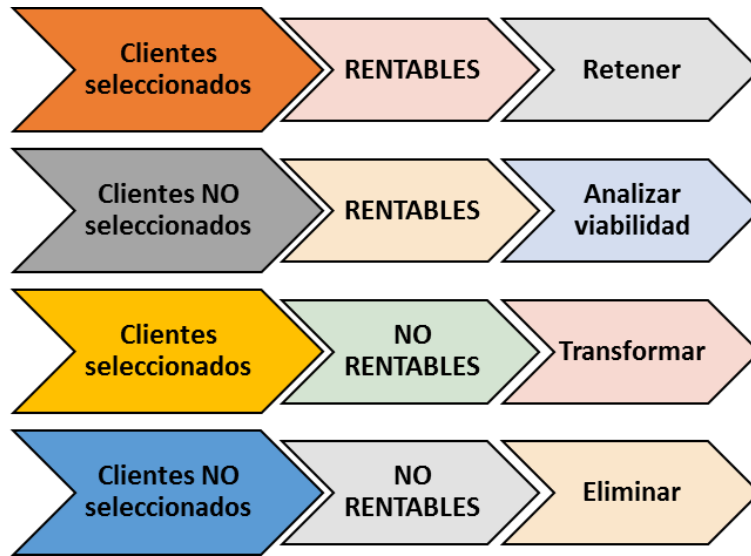 Clientes
seleccionados
RENTABLES
Retener
Clientes NO
seleccionados
RENTABLES
Analizar
viabilidad
Clientes
seleccionados
NO
RENTABLES
Transformar
Clientes NO
seleccionados
NO
RENTABLES
Eliminar